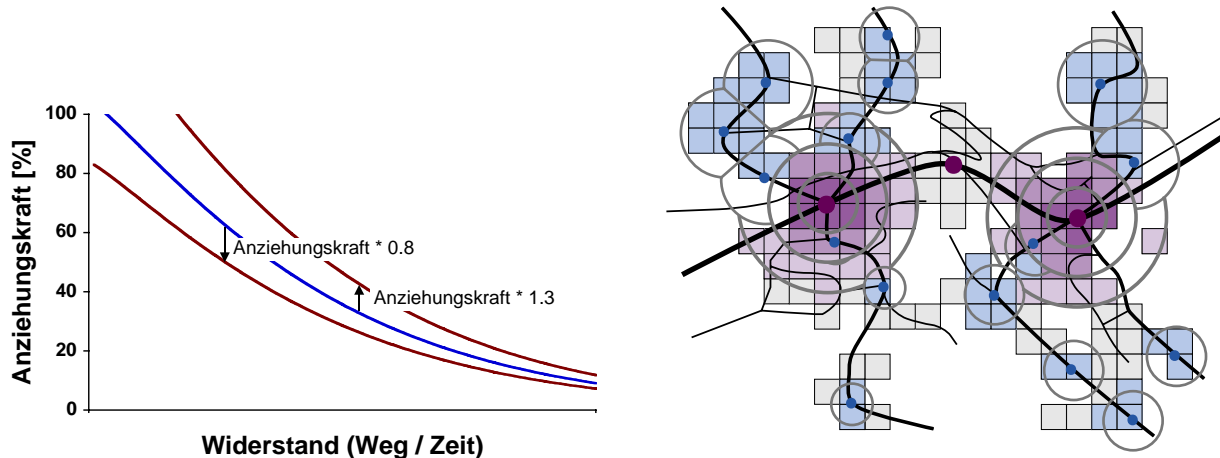 Anziehungskraft [%]
100
80
60
40
20
0
Anziehungskraft * 0.8
Anziehungskraft * 1.3
Widerstand (Weg / Zeit)